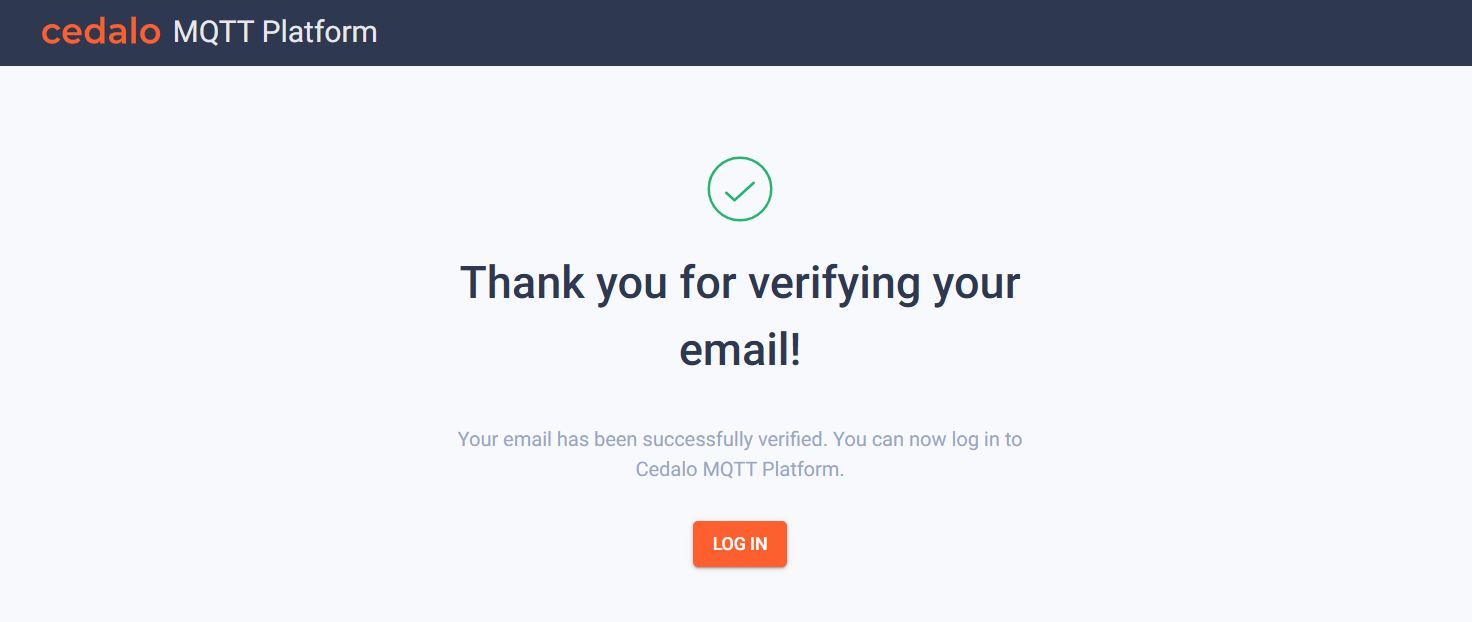 cedalo MQTT Platform
Thank you for verifying your
email!
Your email has been successfully verified. You can now log in to
Cedalo MQTT Platform.
LOG IN